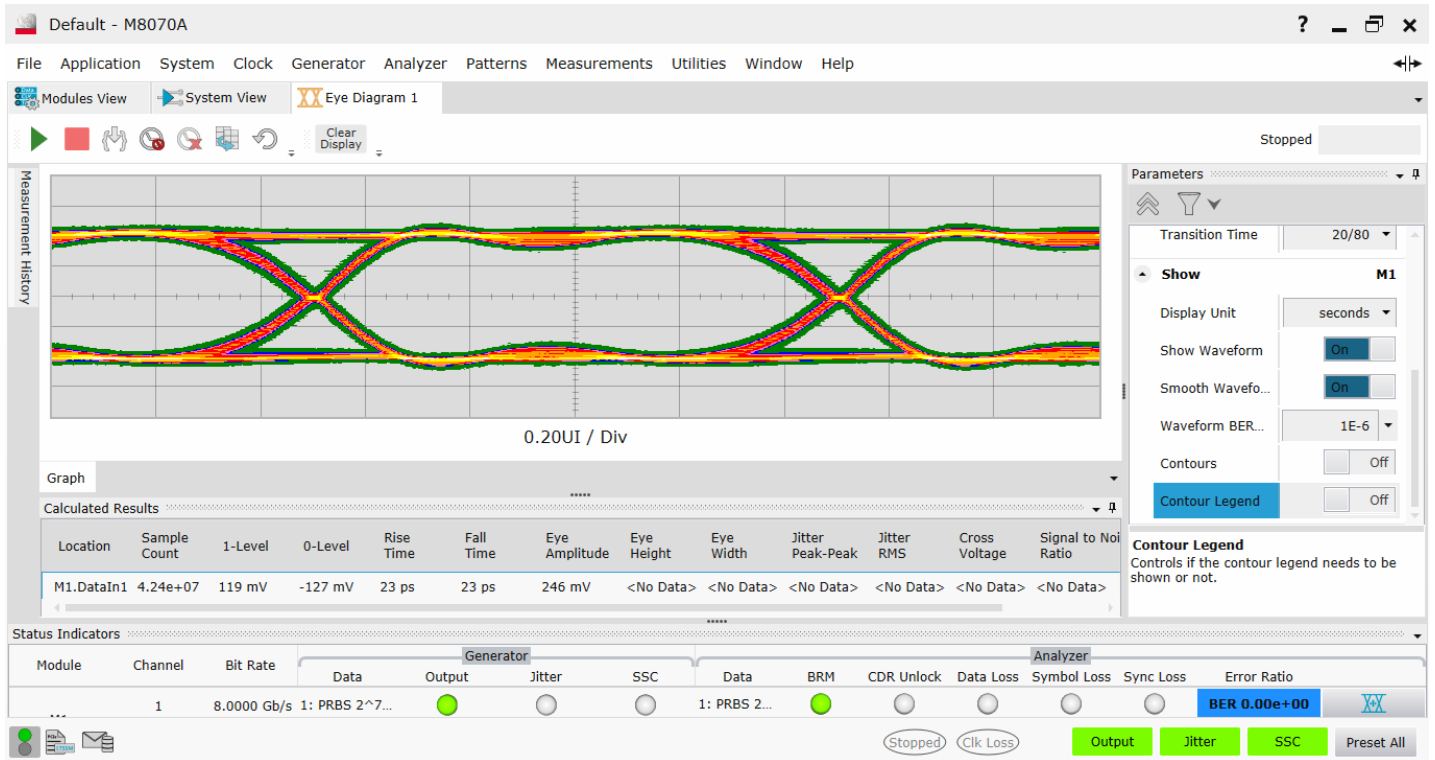 Default - M8070A
?
File Application System Clock Generator Analyzer Patterns Measurements Utilities Window Help
Modules View System View Eye Diagram 1
Clear Display
Stopped
Measurement History
0.20UI / Div
Graph
Parameters
Transition Time 20/80
Show M1
Display Unit seconds
Show Waveform On
Smooth Wavefo... On
Waveform BER... 1E-6
Contours Off
Contour Legend Off
Contour Legend
Controls if the contour legend needs to be
shown or not.
Calculated Results
Location Sample Count 1-Level 0-Level Rise Time Fall Time Eye Amplitude Eye Height Eye Width Jitter Peak-Peak Jitter RMS Cross Voltage Signal to Noi Ratio
M1.DataIn1 4.24e+07 119 mV -127 mV 23 ps 23 ps 246 mV <No Data> <No Data> <No Data> <No Data> <No Data> <No Data>
Status Indicators
Generator Analyzer
Module Channel Bit Rate Data Output Jitter SSC Data BRM CDR Unlock Data Loss Symbol Loss Sync Loss Error Ratio
1 8.0000 Gb/s 1: PRBS 2^7... 1: PRBS 2... BER 0.00e+00
Stopped Clk Loss Output Jitter SSC Preset All